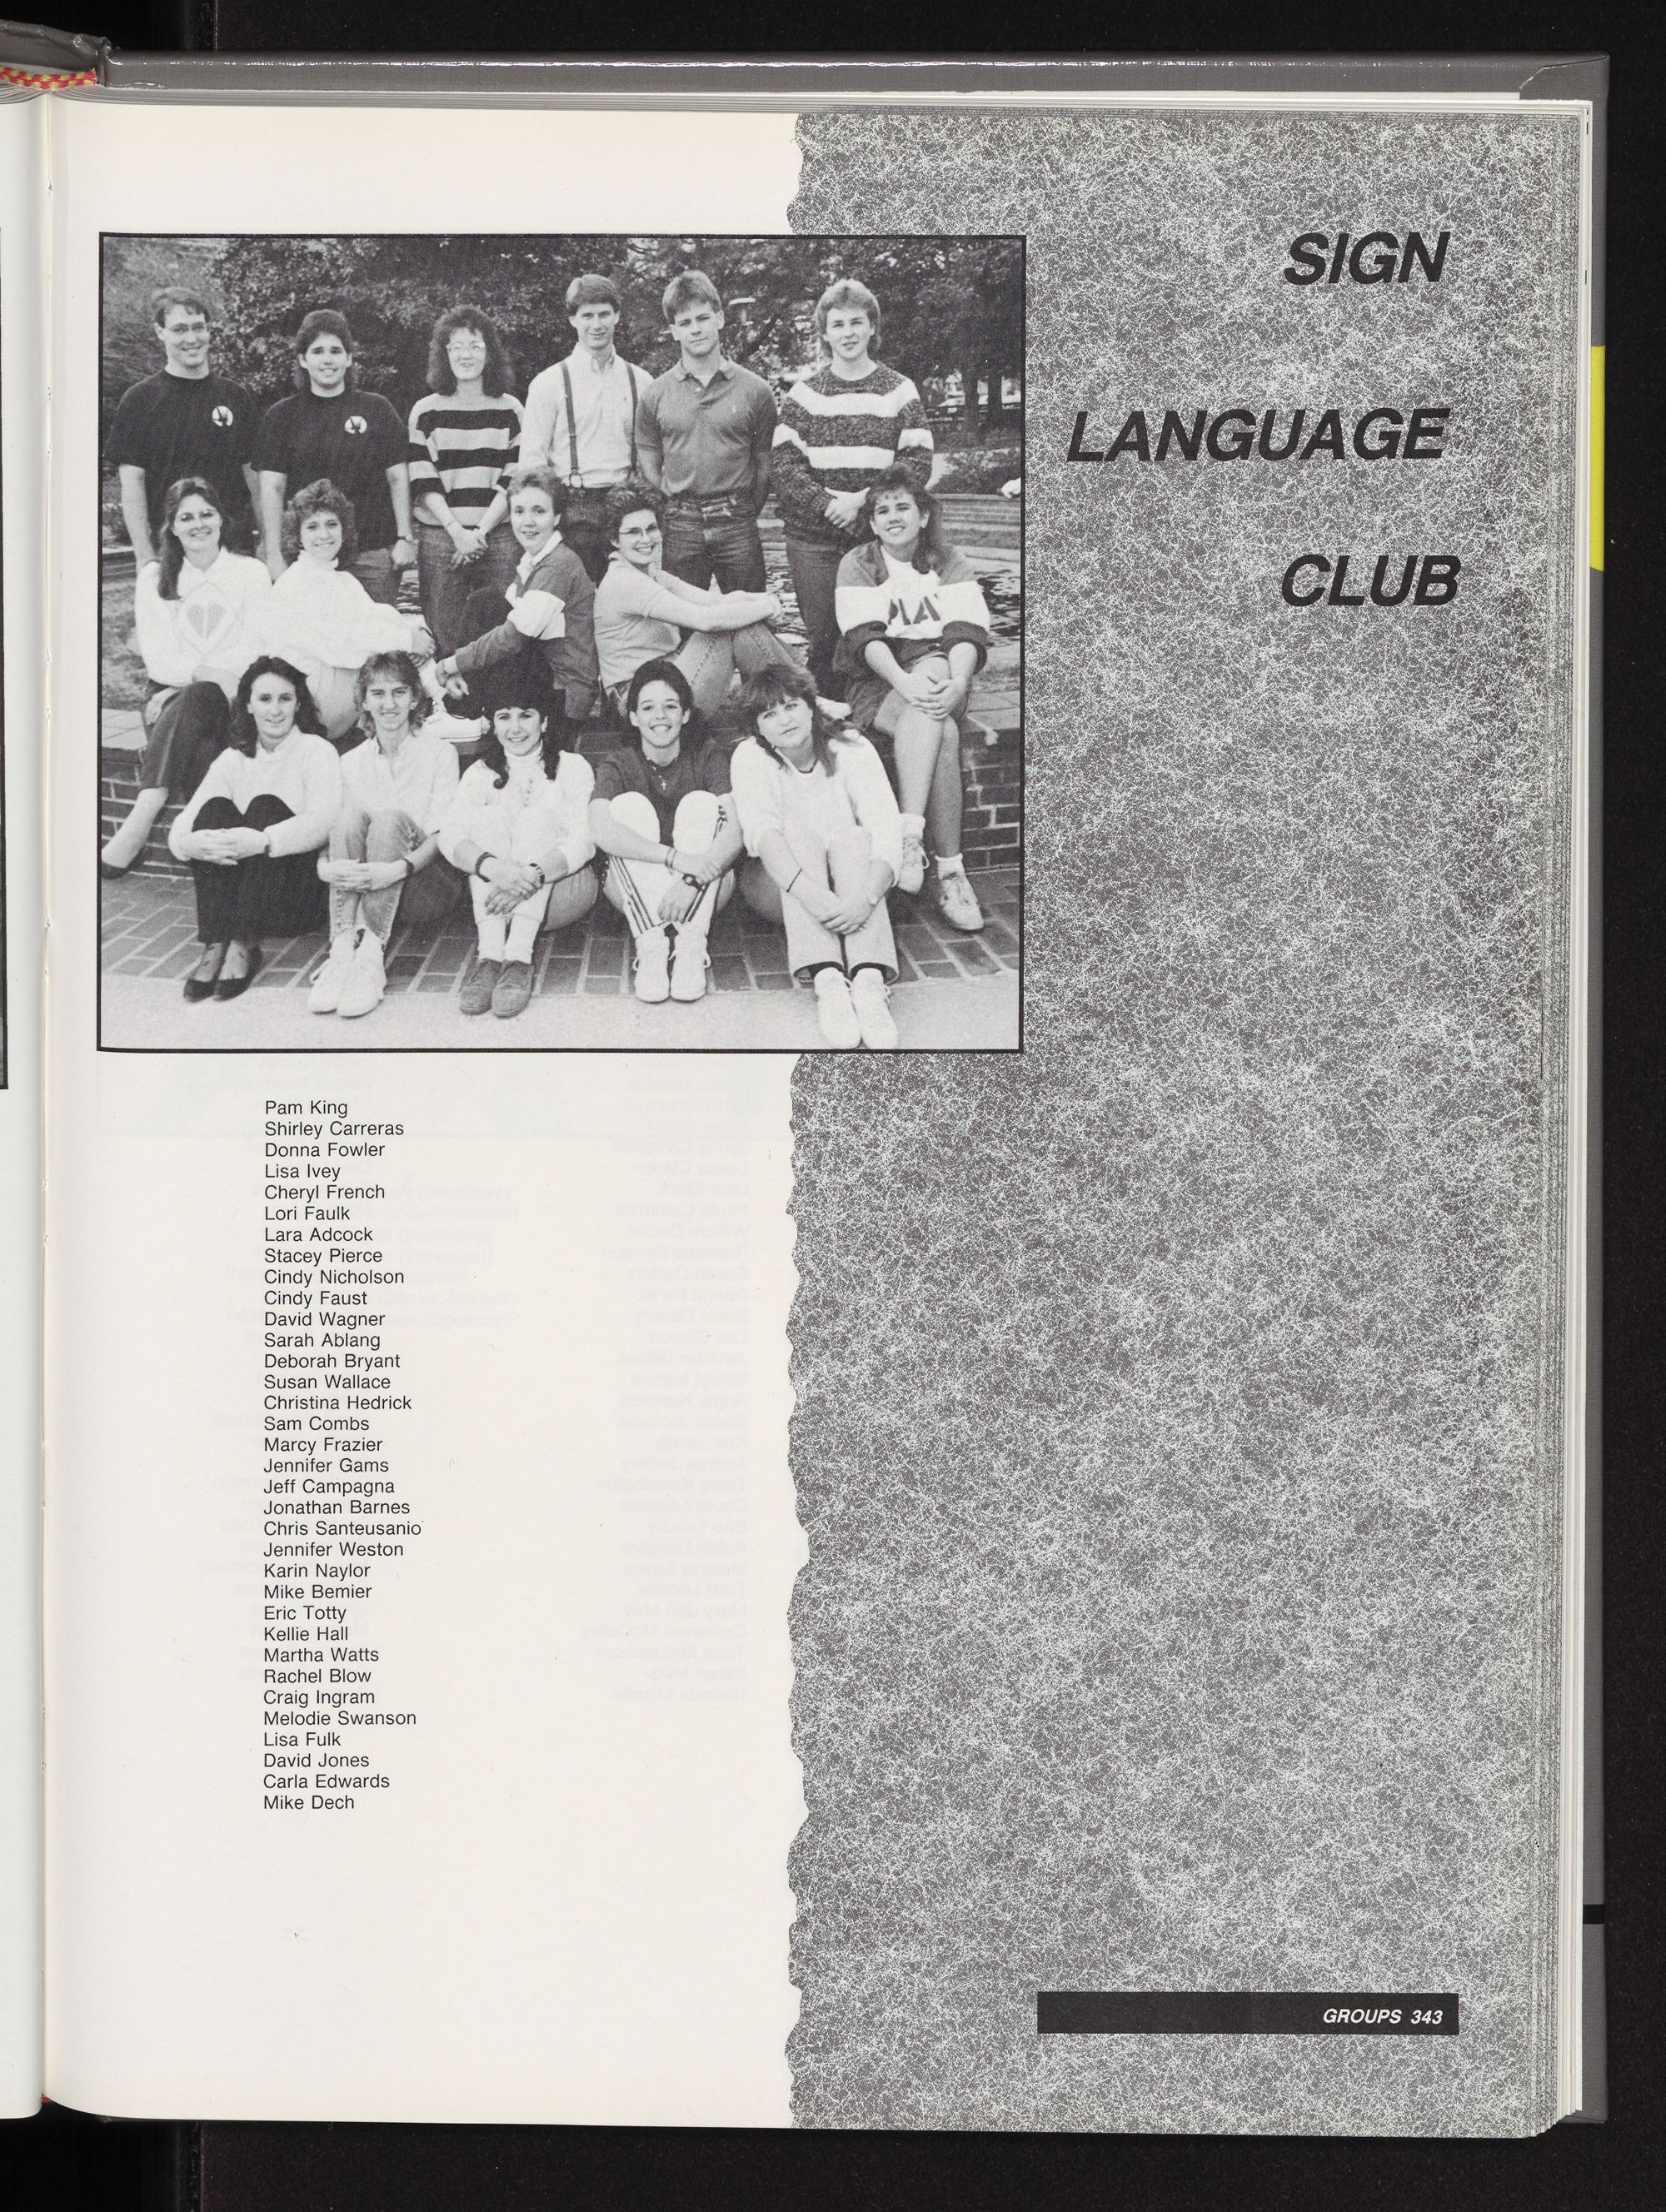 SIGN
LANGUAGE
CLUB
PLAY
Pam King
Shirley Carreras
Donna Fowler
Lisa Ivey
Cheryl French
Lori Faulk
Lara Adcock
Stacey Pierce
Cindy Nicholson
Cindy Faust
David Wagner
Sarah Ablang
Deborah Bryant
Susan Wallace
Christina Hedrick
Sam Combs
Marcy Frazier
Jennifer Gams
Jeff Campagna
Jonathan Barnes
Chris Santeusanio
Jennifer Weston
Karin Naylor
Mike Bemier
Eric Totty
Kellie Hall
Martha Watts
Rachel Blow
Craig Ingram
Melodie Swanson
Lisa Fulk
David Jones
Carla Edwards
Mike Dech
GROUPS 343